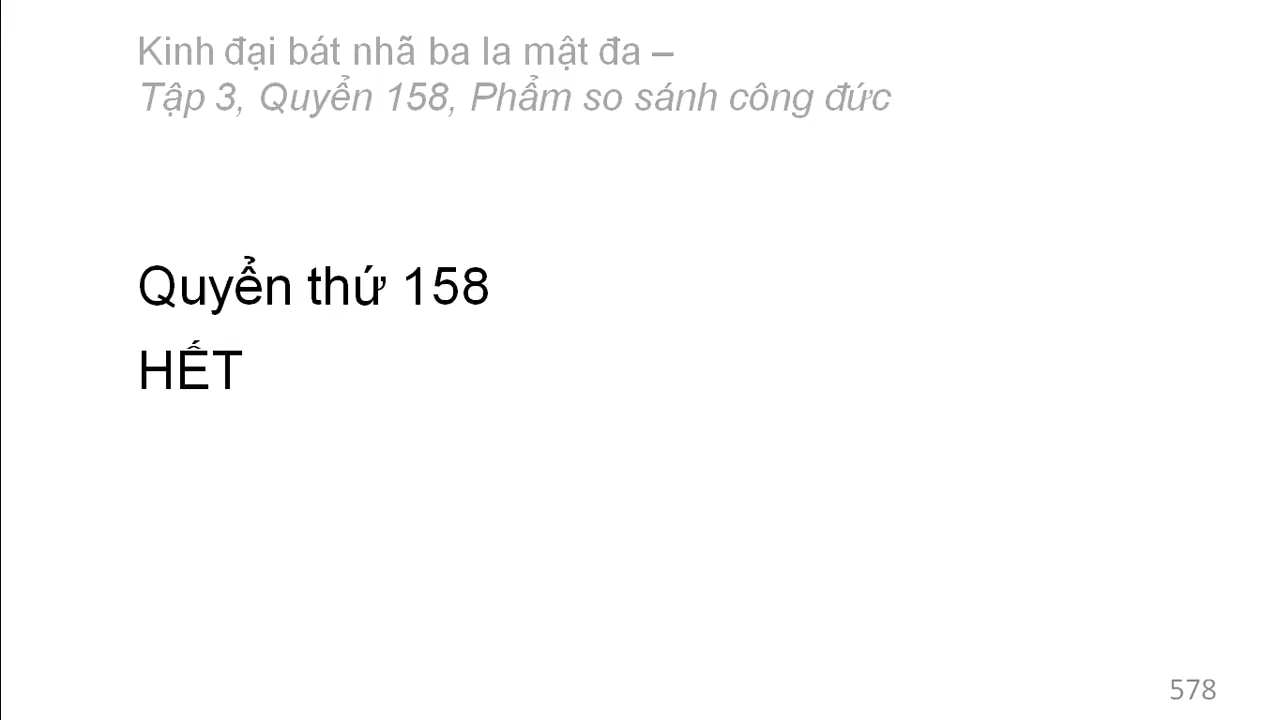 Kinh đại bát nhã ba la mật đa –
Tập 3, Quyển 158, Phẩm so sánh công đức
Quyển thứ 158
HẾT
578